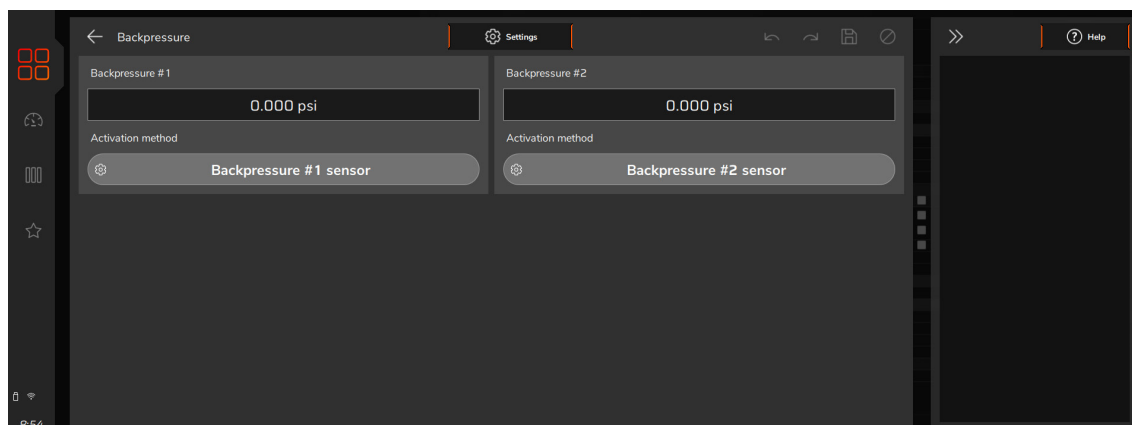 Backpressure
Settings
Help
Backpressure #1
Backpressure #2
0.000 psi
0.000 psi
Activation method
Activation method
Backpressure #1 sensor
Backpressure #2 sensor